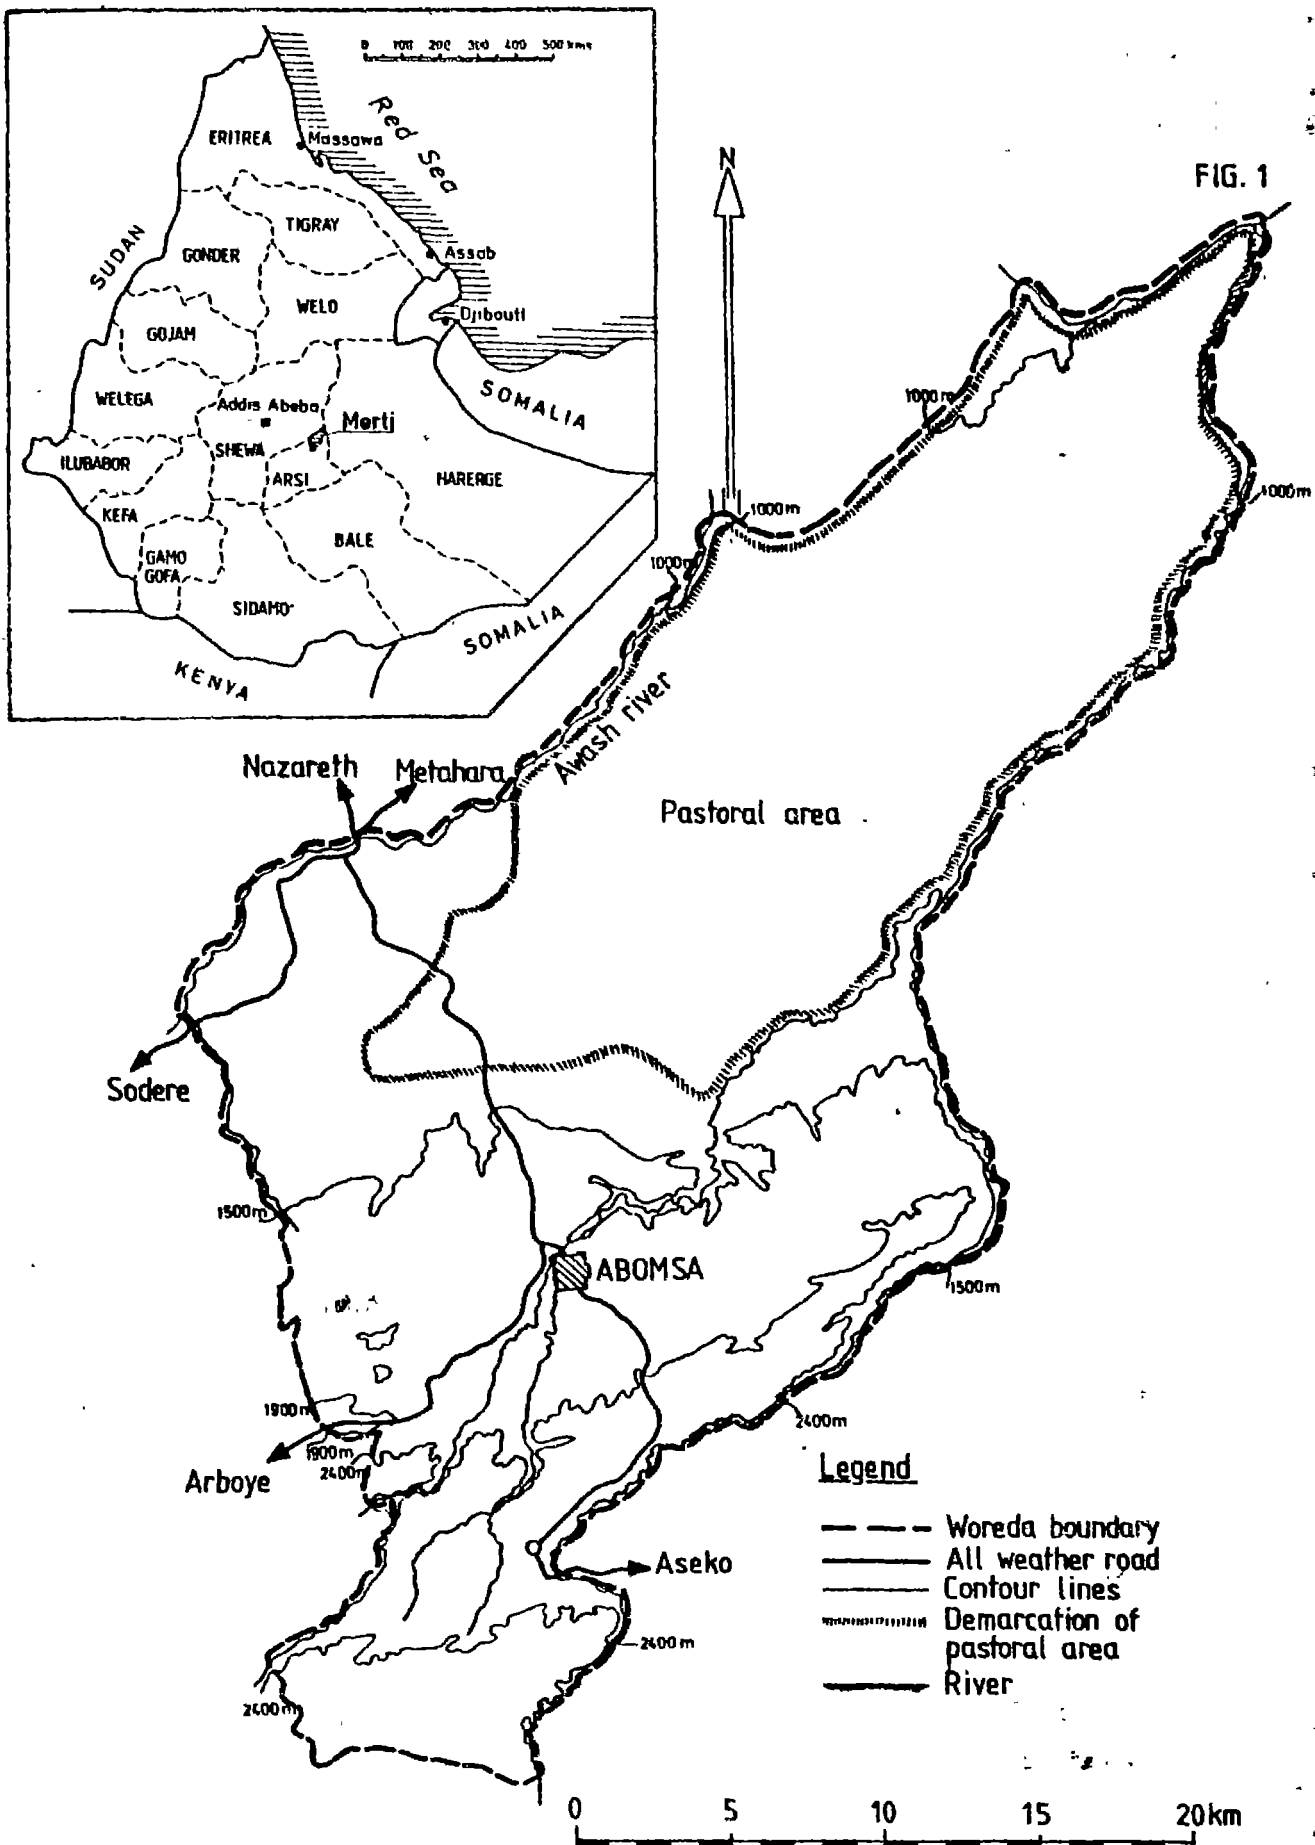 0 100 200 300 400 500 kms
Red Sea
ERITREA
Massawa
TIGRAY
SUDAN
GONDER
Assab
WELO
Djibouti
GOJAM
SOMALIA
WELEGA
Addis Abeba
Merti
SHEWA
ILUBABOR
ARSI
HARERGE
KEFA
BALE
GAMO
GOFA
SIDAMO
SOMALIA
KENYA
N
FIG. 1
1000m
1000m
1000m
1000m
Awash river
Nazareth
Metahara
Pastoral area
Sodere
1500m
ABOMSA
1500m
1900m
2400m
1900m
2400m
Arboye
Aseko
2400m
2400m
Legend
Woreda boundary
All weather road
Contour lines
Demarcation of
pastoral area
River
0 5 10 15 20km